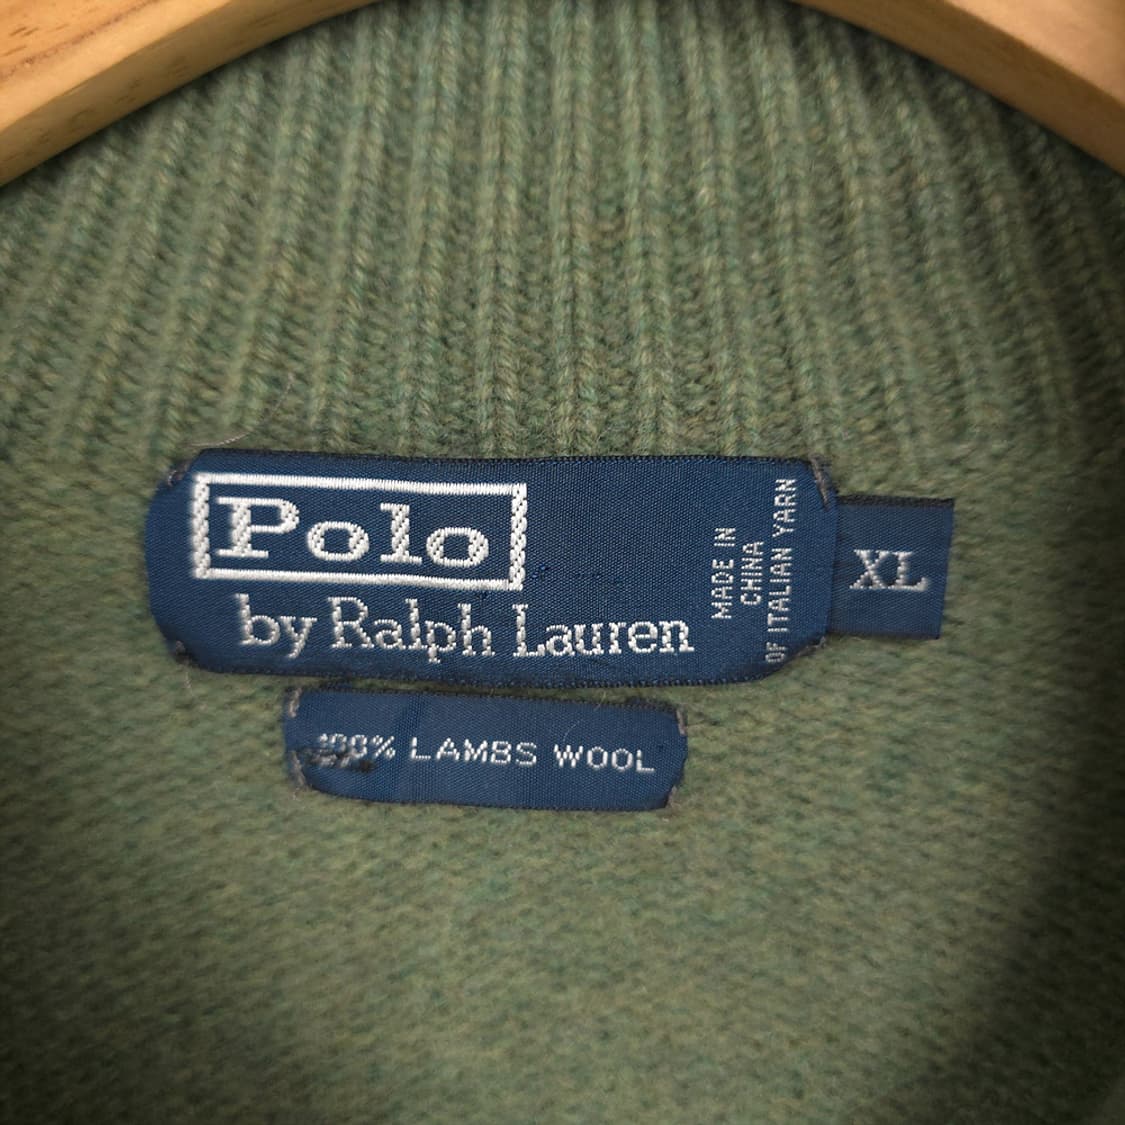 Polo
by Ralph Lauren
MADE IN
CHINA
OF ITALIAN YARN
XL
100% LAMBS WOOL